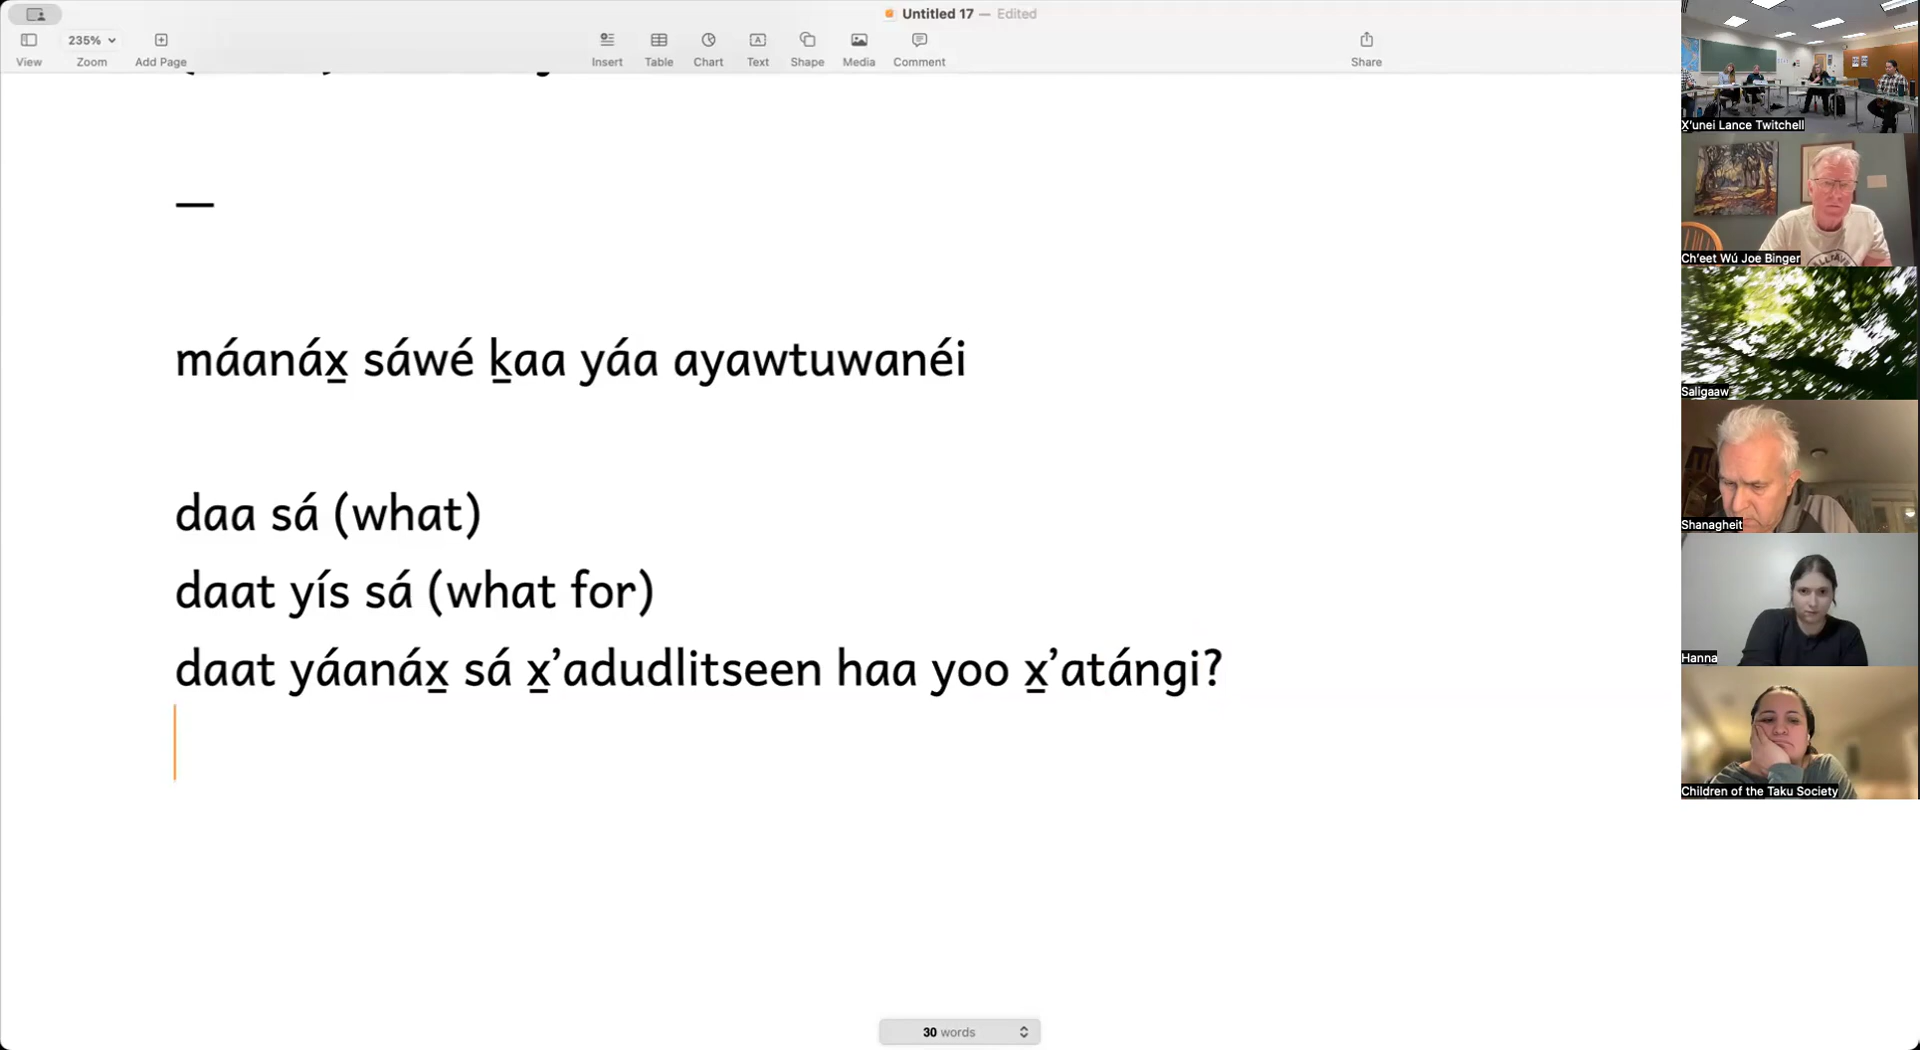 Untitled 17 — Edited
235%
View
Zoom
Add Page
Insert
Table
Chart
Text
Shape
Media
Comment
Share
—
máanáx̱ sáwé ḵaa yáa ayawtuwanéi
daa sá (what)
daat yís sá (what for)
daat yáanáx̱ sá x̱’adudlitseen haa yoo x̱’atángi?
30 words
X̱’unei Lance Twitchell
Ch’eet Wú Joe Binger
Saligaaw
Shanagheit
Hanna
Children of the Taku Society